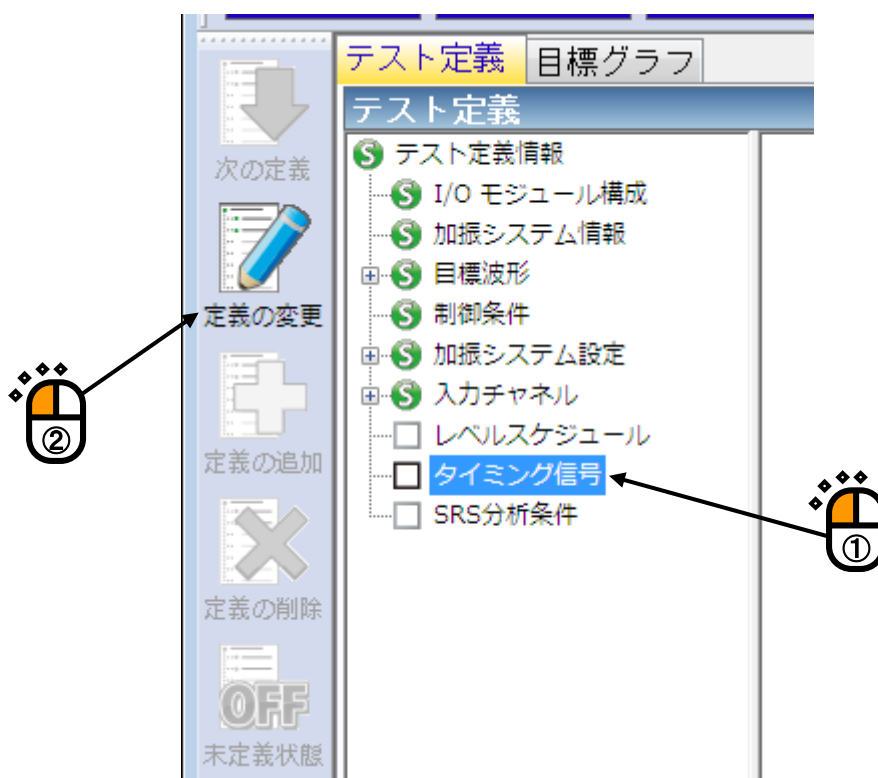 テスト定義
目標グラフ
テスト定義
テスト定義情報
I/O モジュール構成
加振システム情報
目標波形
制御条件
加振システム設定
入力チャネル
レベルスケジュール
タイミング信号
SRS分析条件
次の定義
定義の変更
定義の追加
定義の削除
OFF
未定義状態
②
①